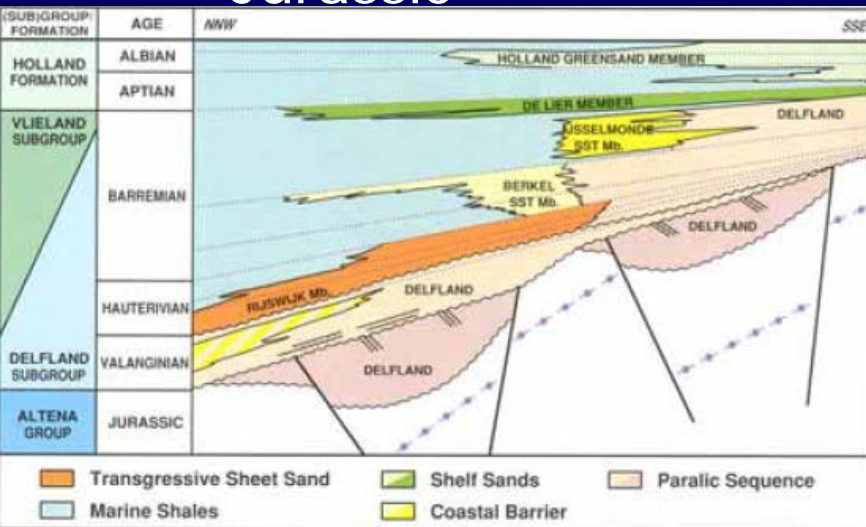 Jurassic
(SUB)GROUP/
FORMATION
AGE
NNW
SSE
HOLLAND
FORMATION
ALBIAN
APTIAN
HOLLAND GREENSAND MEMBER
DE LIER MEMBER
VLIELAND
SUBGROUP
DELFLAND
IJSSELMONDE
SST Mb.
BARREMIAN
BERKEL
SST Mb.
DELFLAND
HAUTERIVIAN
RIJSWIJK Mb.
DELFLAND
DELFLAND
SUBGROUP
VALANGINIAN
DELFLAND
ALTENA
GROUP
JURASSIC
Transgressive Sheet Sand
Shelf Sands
Paralic Sequence
Marine Shales
Coastal Barrier